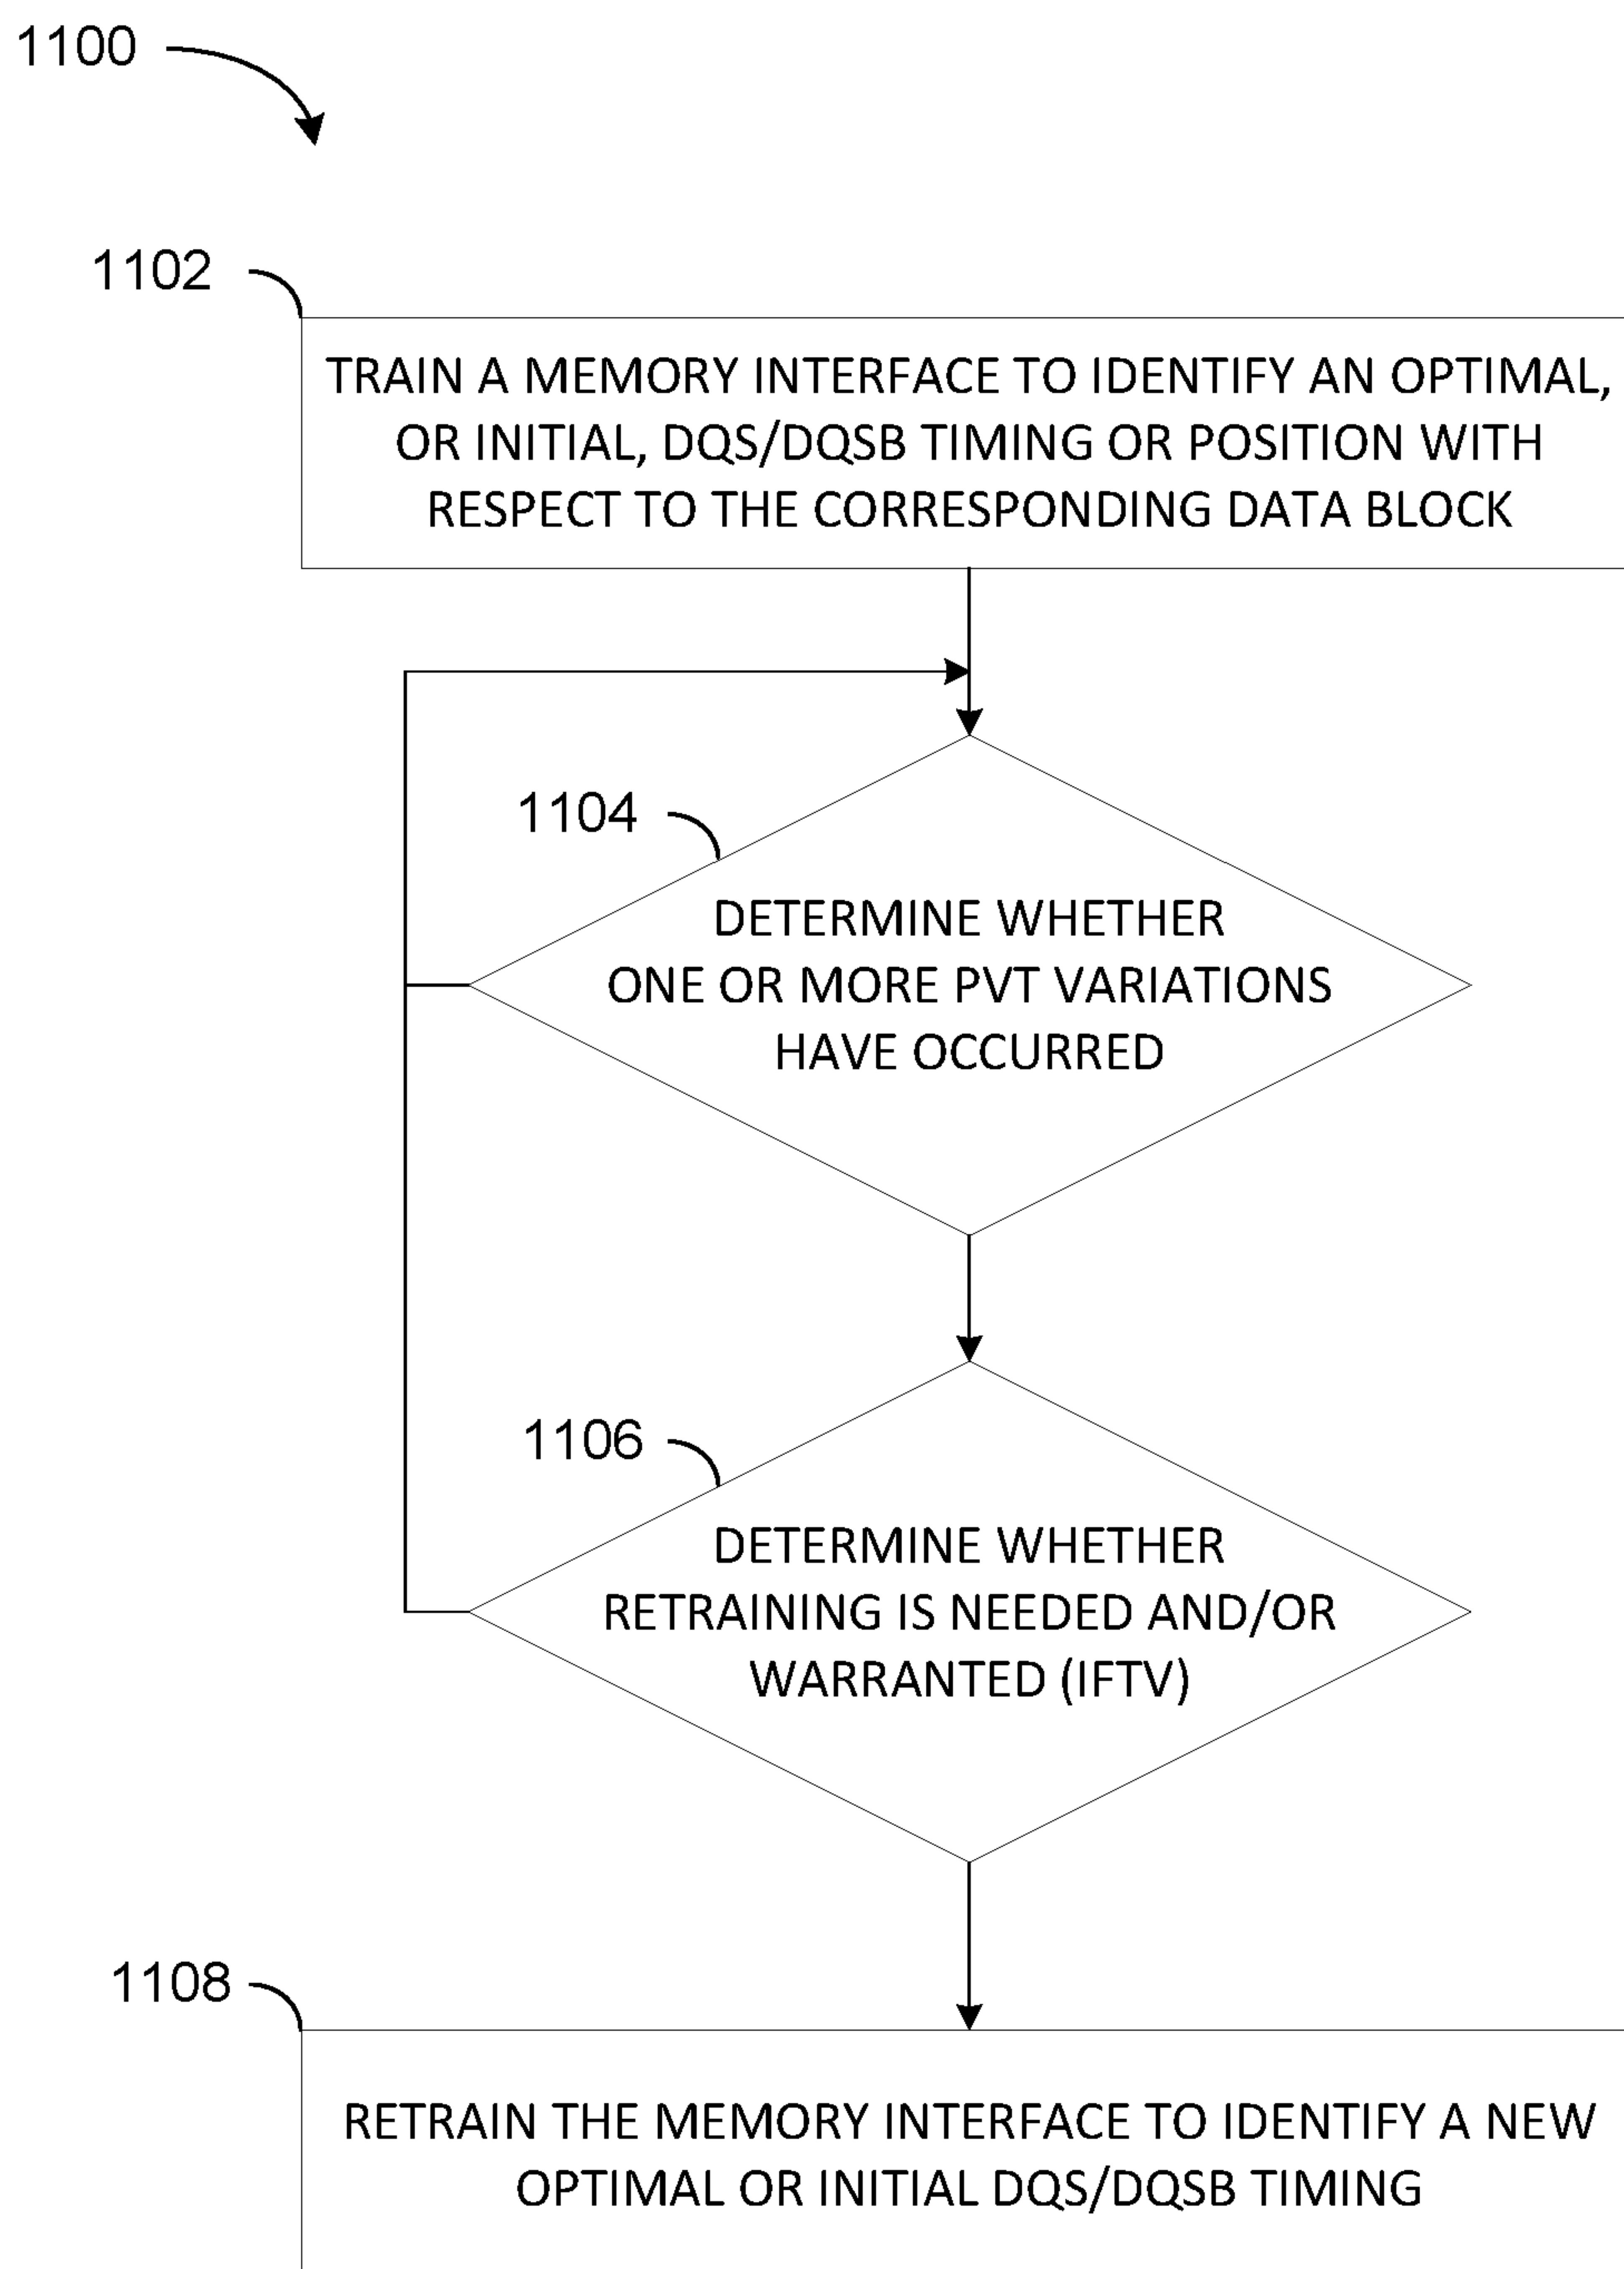 1100
1102
TRAIN A MEMORY INTERFACE TO IDENTIFY AN OPTIMAL,
OR INITIAL, DQS/DQSB TIMING OR POSITION WITH
RESPECT TO THE CORRESPONDING DATA BLOCK
1104
DETERMINE WHETHER
ONE OR MORE PVT VARIATIONS
HAVE OCCURRED
1106
DETERMINE WHETHER
RETRAINING IS NEEDED AND/OR
WARRANTED (IFTV)
1108
RETRAIN THE MEMORY INTERFACE TO IDENTIFY A NEW
OPTIMAL OR INITIAL DQS/DQSB TIMING